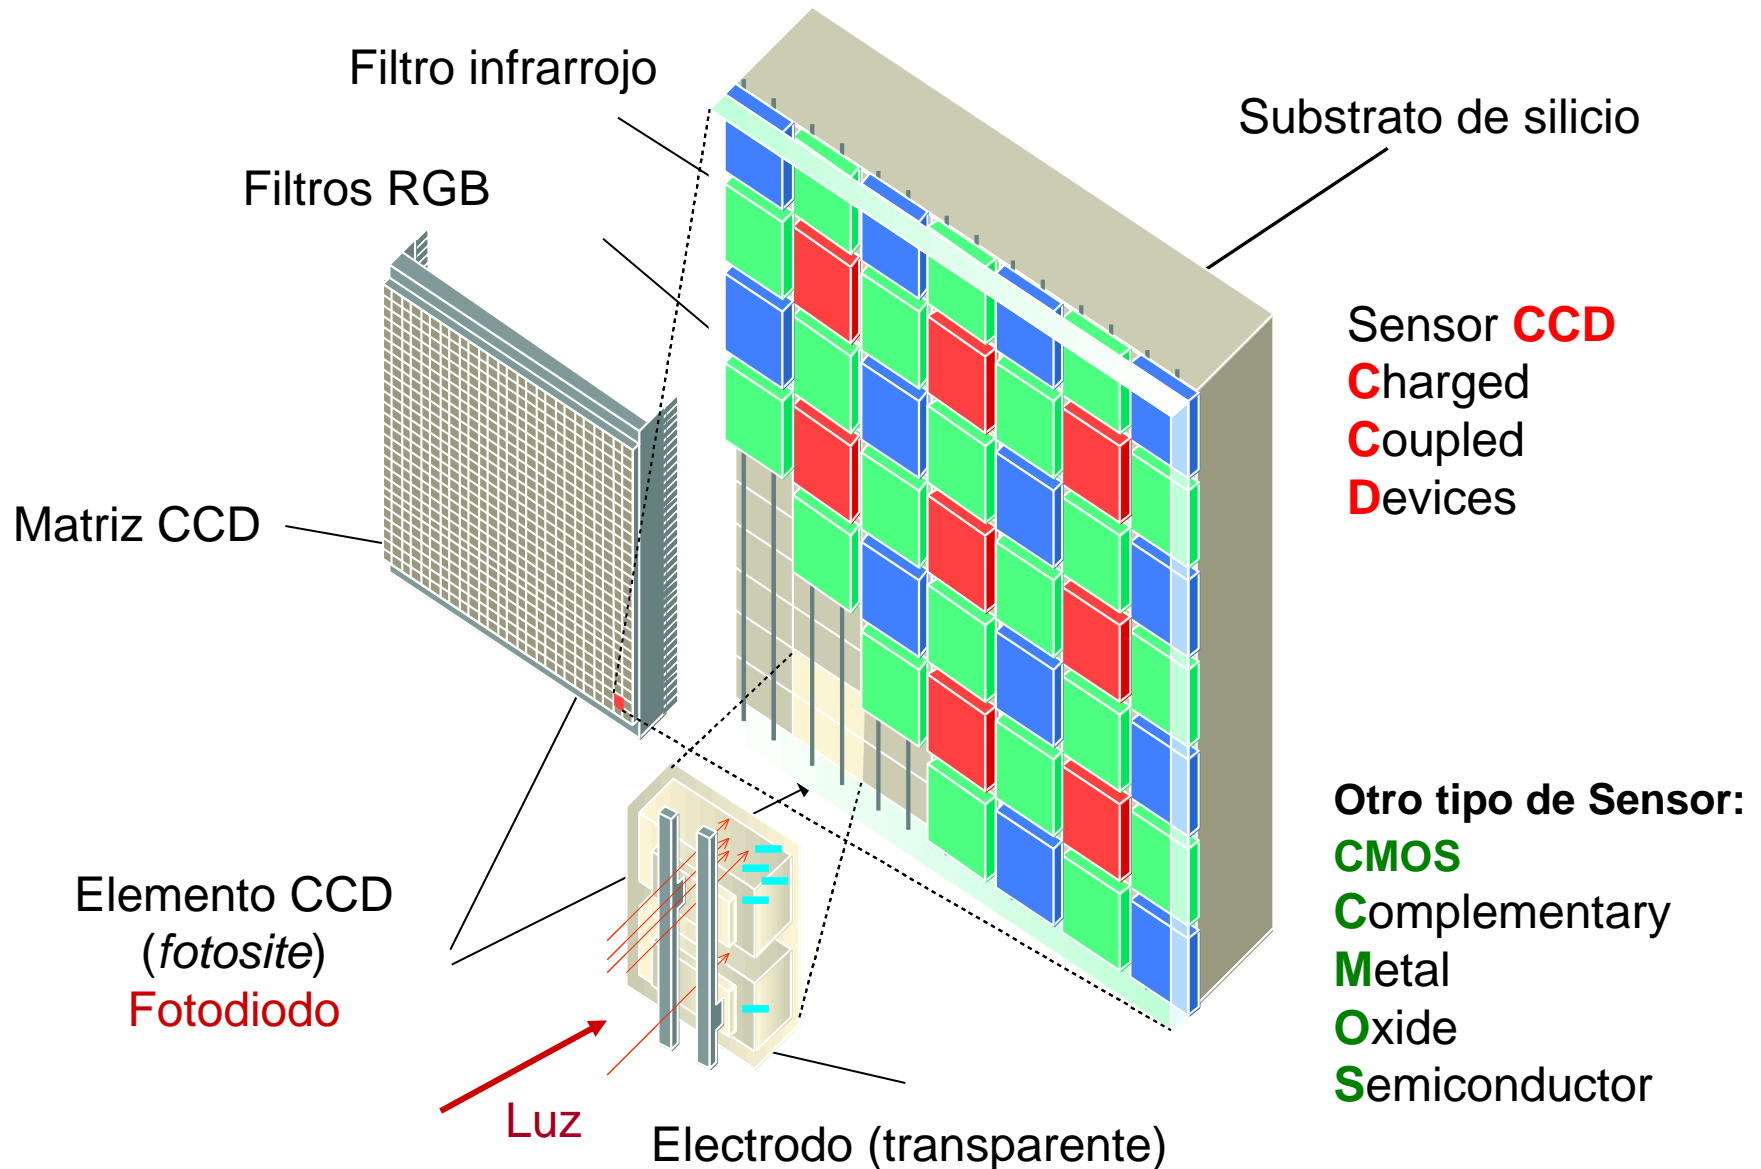 Filtro infrarrojo
Substrato de silicio
Filtros RGB
Sensor CCD
Charged
Coupled
Devices
Matriz CCD
Otro tipo de Sensor:
CMOS
Complementary
Metal
Oxide
Semiconductor
Elemento CCD
(fotosite)
Fotodiodo
Luz
Electrodo (transparente)